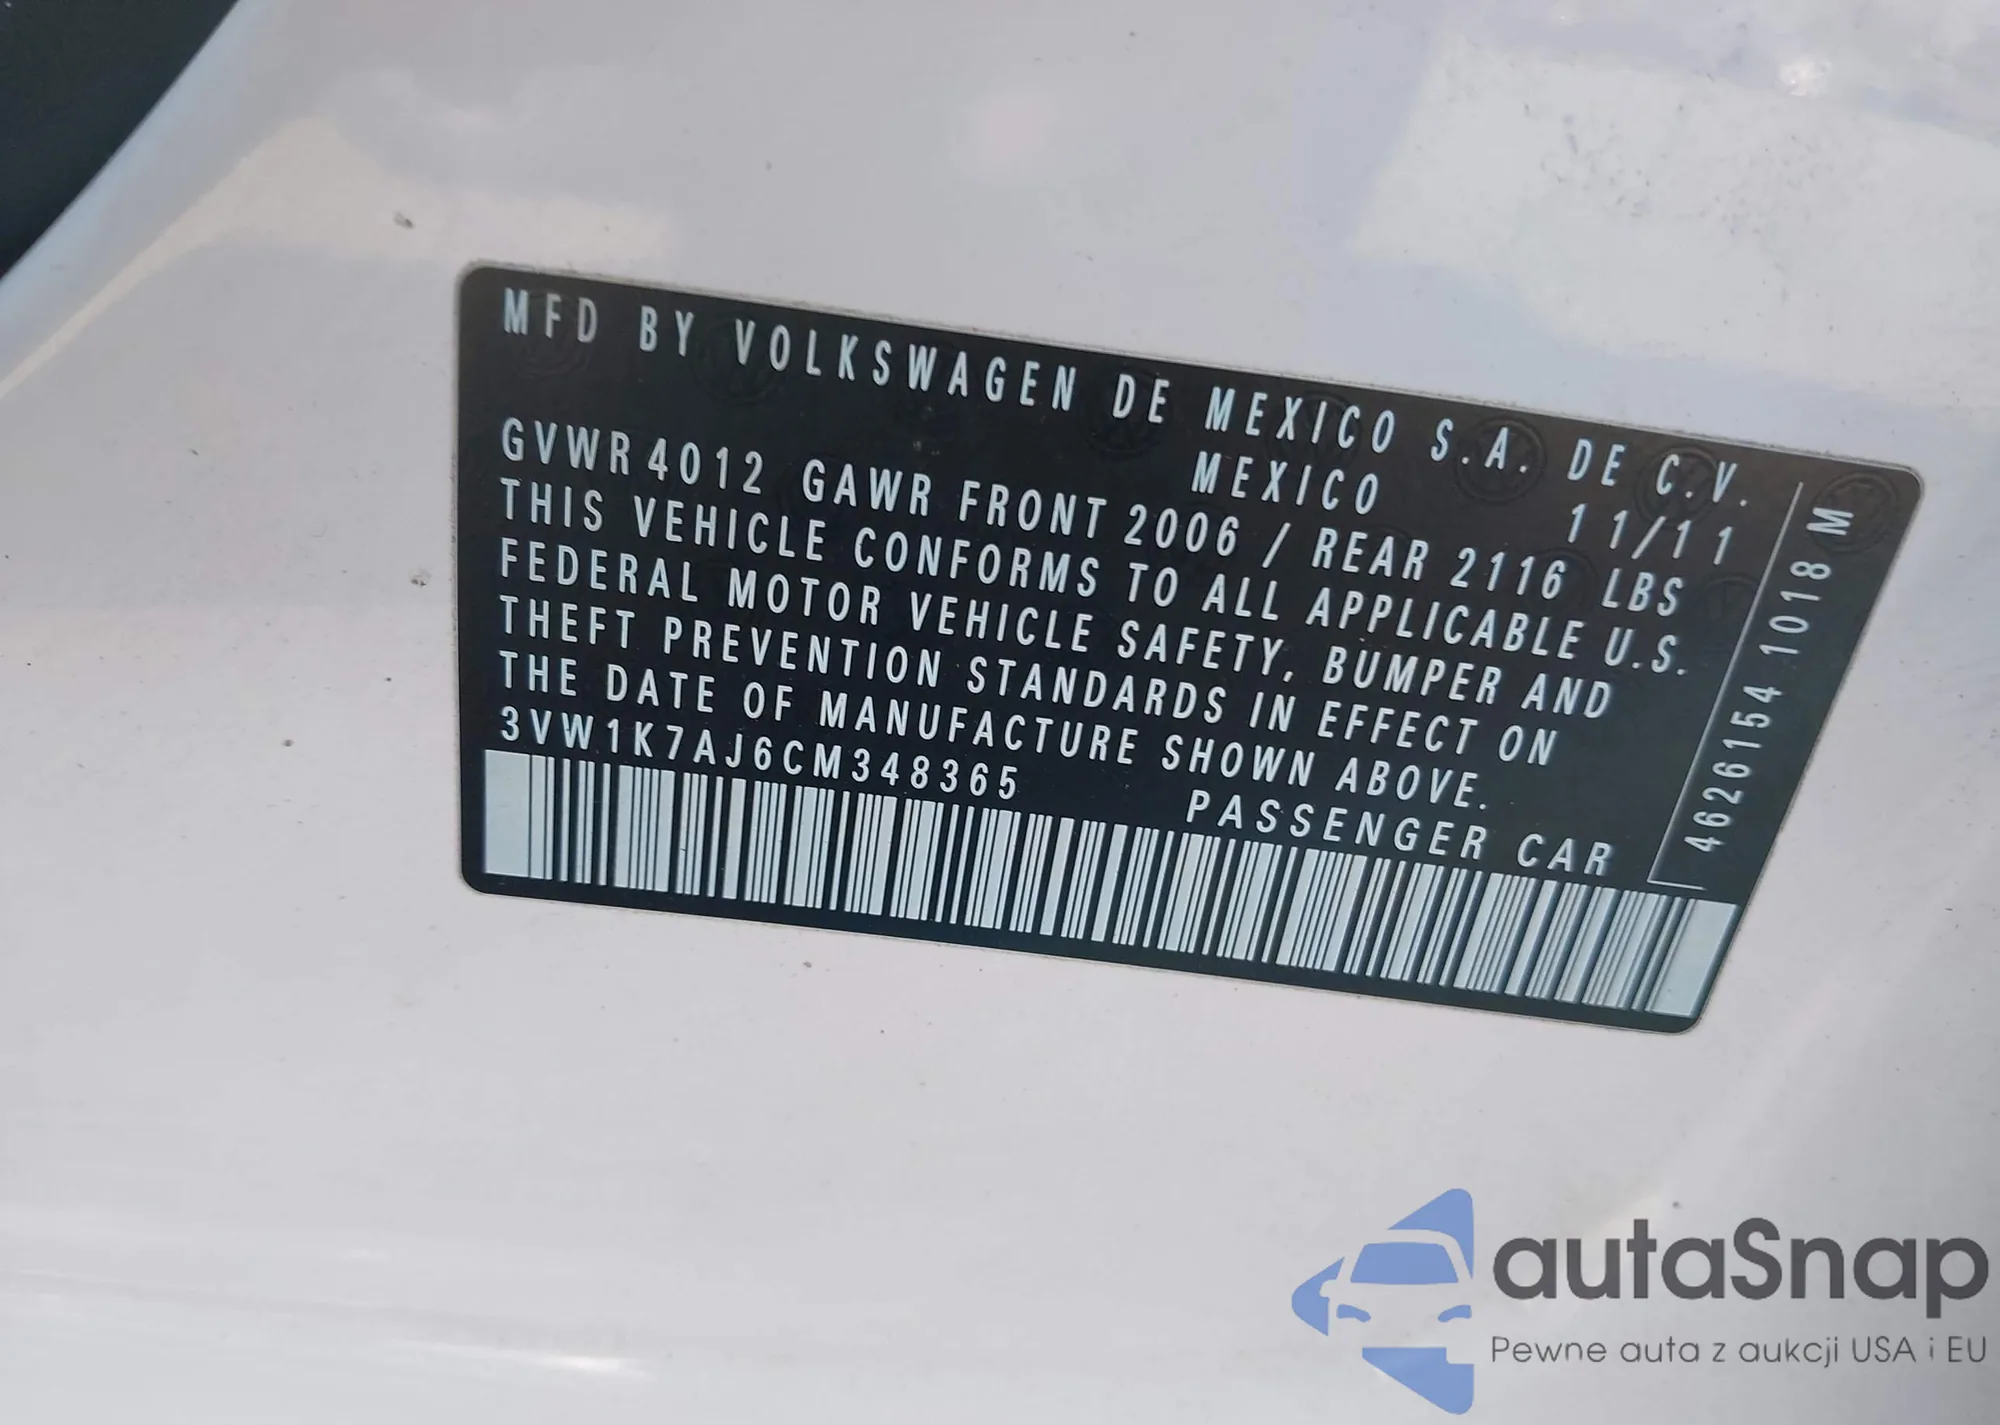 MFD BY VOLKSWAGEN DE MEXICO S.A. DE C.V.
MEXICO 11/11
GVWR 4012 GAWR FRONT 2006 / REAR 2116 LBS
THIS VEHICLE CONFORMS TO ALL APPLICABLE U.S.
FEDERAL MOTOR VEHICLE SAFETY, BUMPER AND
THEFT PREVENTION STANDARDS IN EFFECT ON
THE DATE OF MANUFACTURE SHOWN ABOVE.
3VW1K7AJ6CM348365 PASSENGER CAR
4626154 1018 M
autaSnap
Pewne auta z aukcji USA i EU